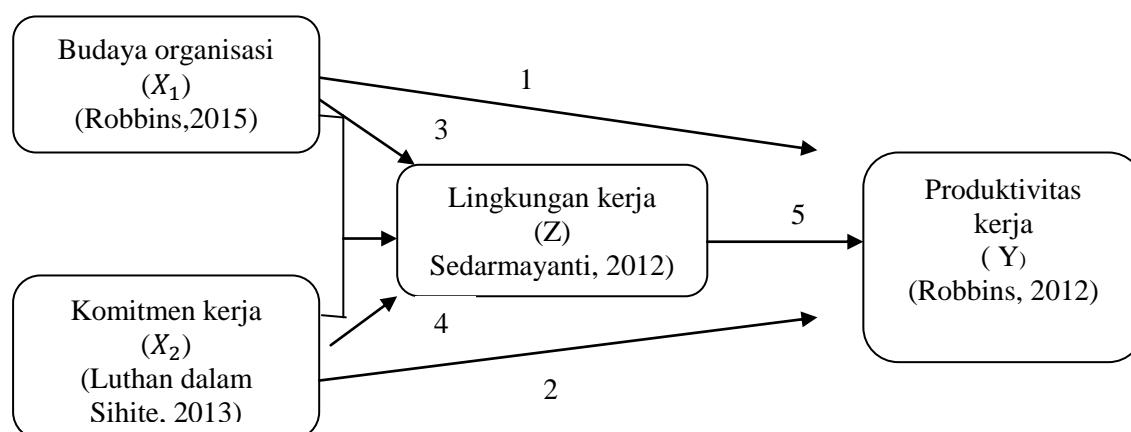 Budaya organisasi
(𝑋₁)
(Robbins,2015)
1
3
Lingkungan kerja
(Z)
Sedarmayanti, 2012)
5
Produktivitas
kerja
( Y)
(Robbins, 2012)
Komitmen kerja
(𝑋₂)
(Luthan dalam
Sihite, 2013)
4
2